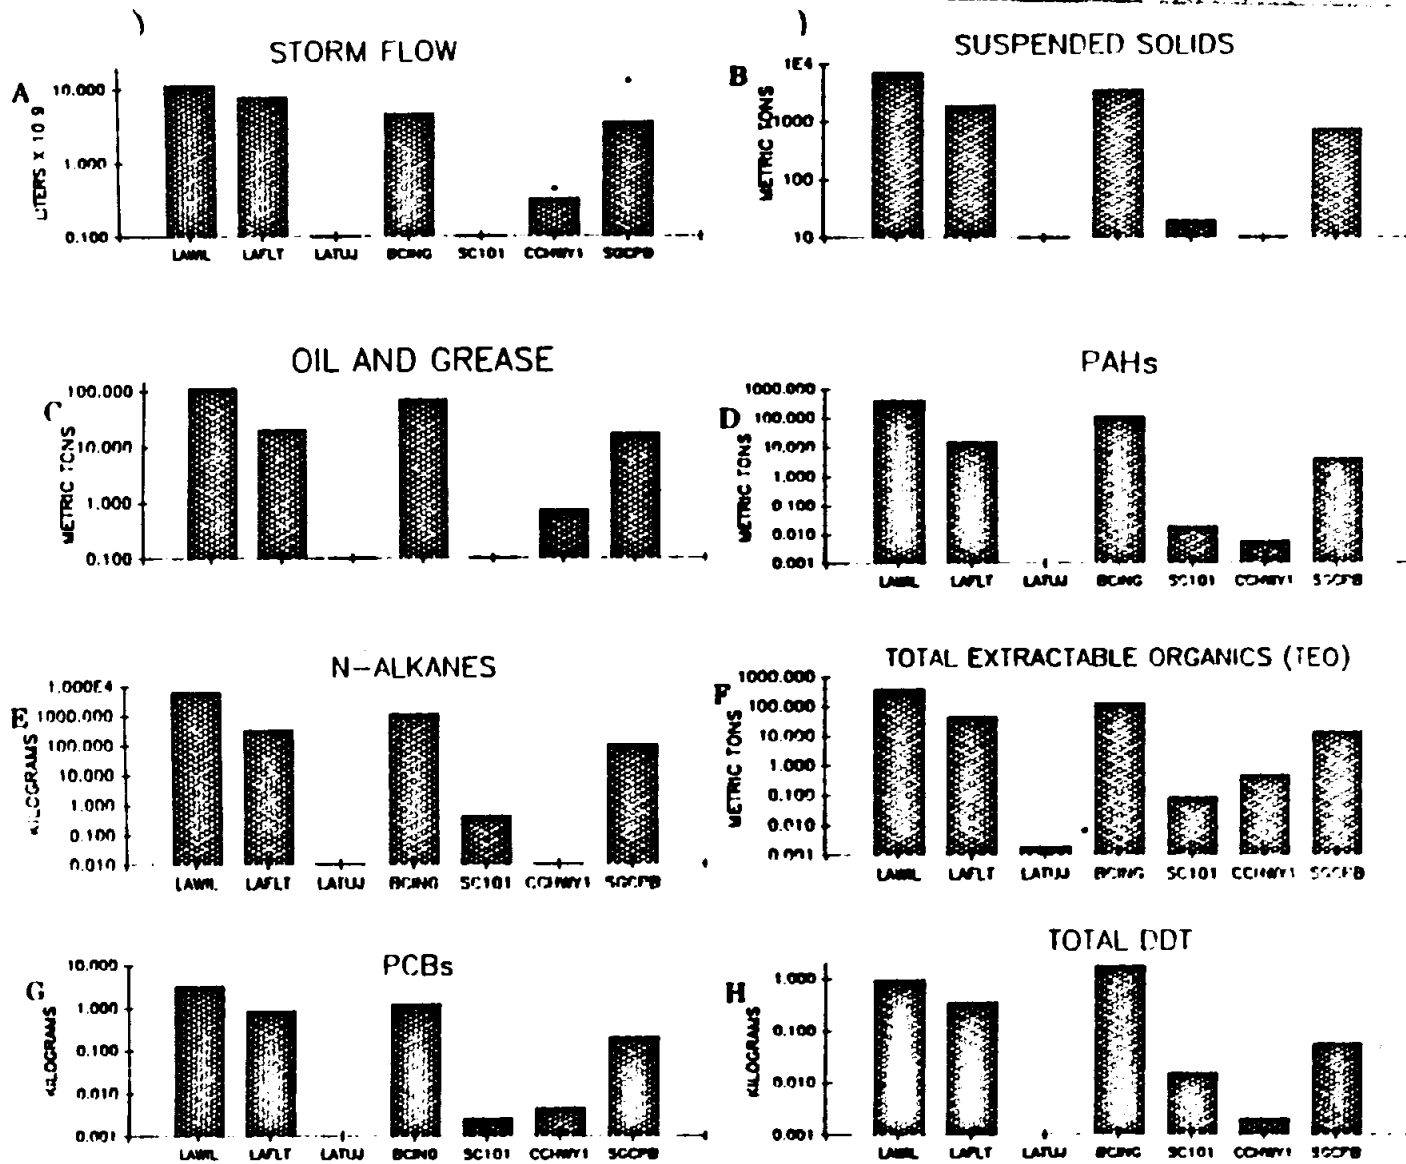 STORM FLOW
A
LITERS x 10 9
10.000
1.000
0.100
LAWIL LAFLT LATUJ BCING SC101 CCHWY1 SGCPB
SUSPENDED SOLIDS
B
METRIC TONS
1E4
1000
100
10
OIL AND GREASE
C
METRIC TONS
100.000
10.000
1.000
0.100
PAHs
D
METRIC TONS
1000.000
100.000
10.000
1.000
0.100
0.010
0.001
LAWIL LAFLT LATUJ BCING SC101 CCHWY1 SGCPB
N-ALKANES
E
KILOGRAMS
1.000E4
1000.000
100.000
10.000
1.000
0.100
0.010
LAWIL LAFLT LATUJ BCING SC101 CCHWY1 SGCPB
TOTAL EXTRACTABLE ORGANICS (TEO)
F
METRIC TONS
1000.000
100.000
10.000
1.000
0.100
0.010
0.001
LAWIL LAFLT LATUJ BCING SC101 CCHWY1 SGCPB
PCBs
G
KILOGRAMS
10.000
1.000
0.100
0.010
0.001
LAWIL LAFLT LATUJ BCING SC101 CCHWY1 SGCPB
TOTAL DDT
H
KILOGRAMS
1.000
0.100
0.010
0.001
LAWIL LAFLT LATUJ BCING SC101 CCHWY1 SGCPB